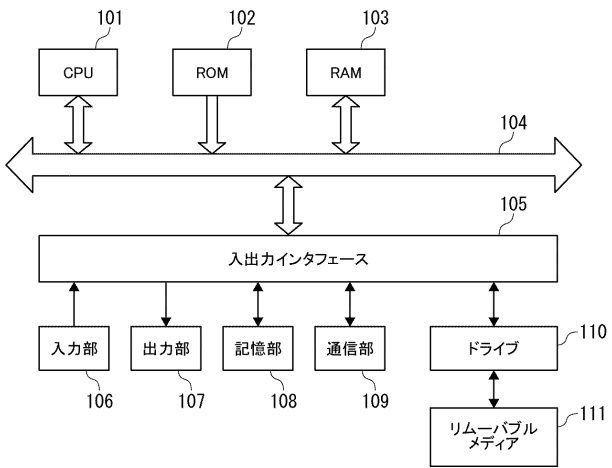 101
102
103
CPU
ROM
RAM
104
105
入出力インタフェース
入力部
出力部
記憶部
通信部
ドライブ
110
106
107
108
109
リムーバブル
メディア
111